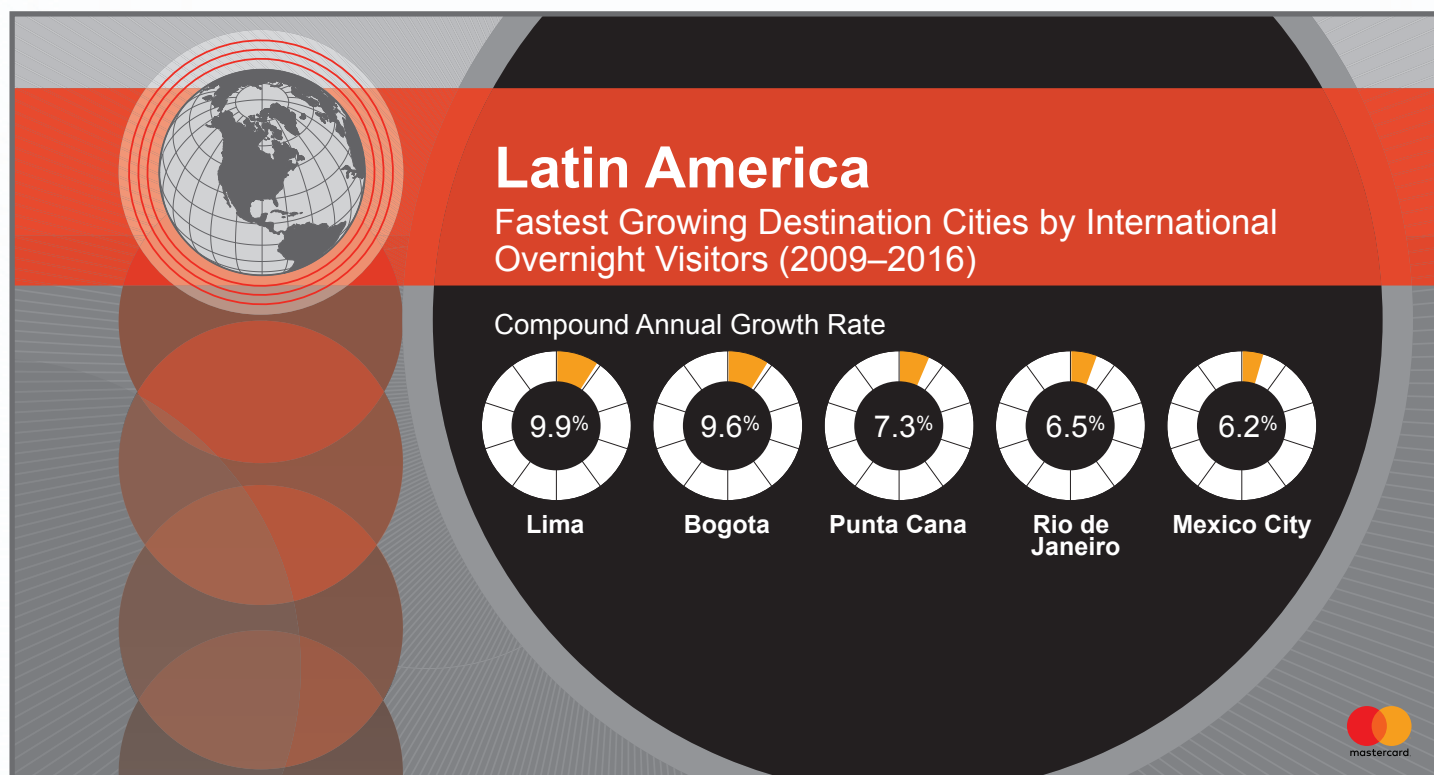 Latin America
Fastest Growing Destination Cities by International
Overnight Visitors (2009–2016)
Compound Annual Growth Rate
9.9%
9.6%
7.3%
6.5%
6.2%
Lima
Bogota
Punta Cana
Rio de
Janeiro
Mexico City
mastercard